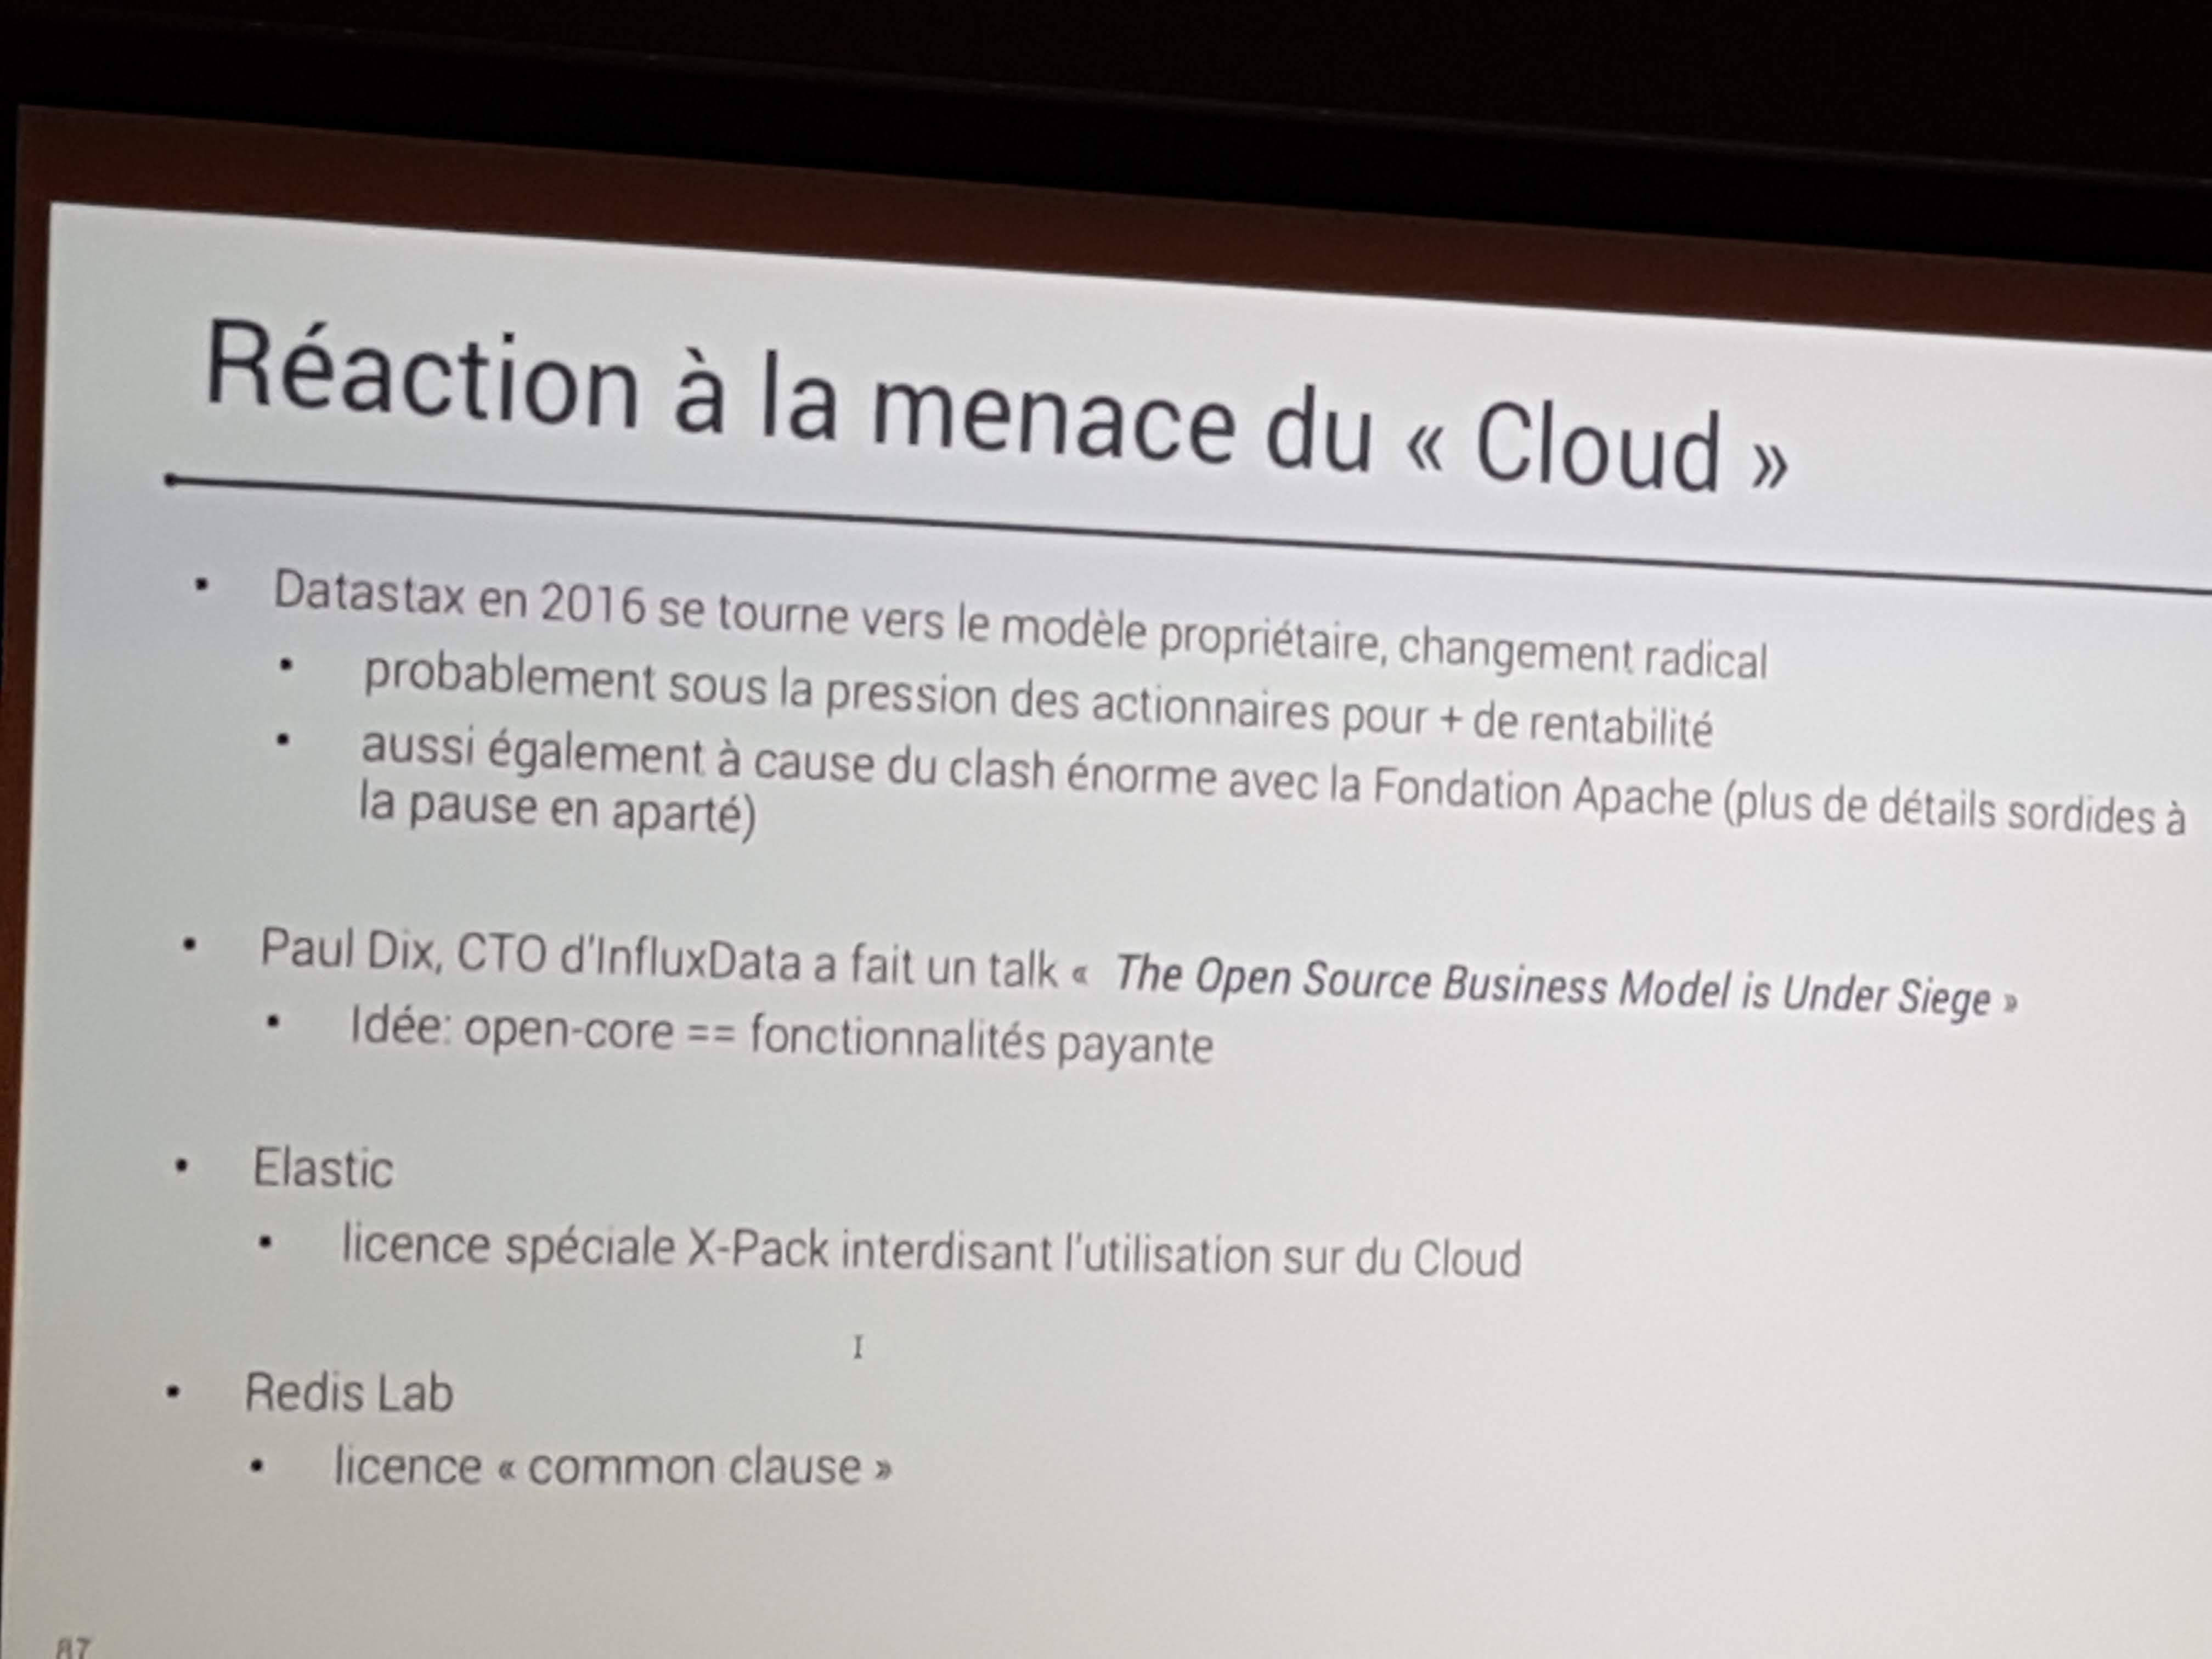 Réaction à la menace du « Cloud »
• Datastax en 2016 se tourne vers le modèle propriétaire, changement radical
• probablement sous la pression des actionnaires pour + de rentabilité
• aussi également à cause du clash énorme avec la Fondation Apache (plus de détails sordides à
la pause en aparté)
• Paul Dix, CTO d'InfluxData a fait un talk « The Open Source Business Model is Under Siege »
• Idée: open-core == fonctionnalités payante
• Elastic
• licence spéciale X-Pack interdisant l'utilisation sur du Cloud
• Redis Lab
• licence « common clause »
87